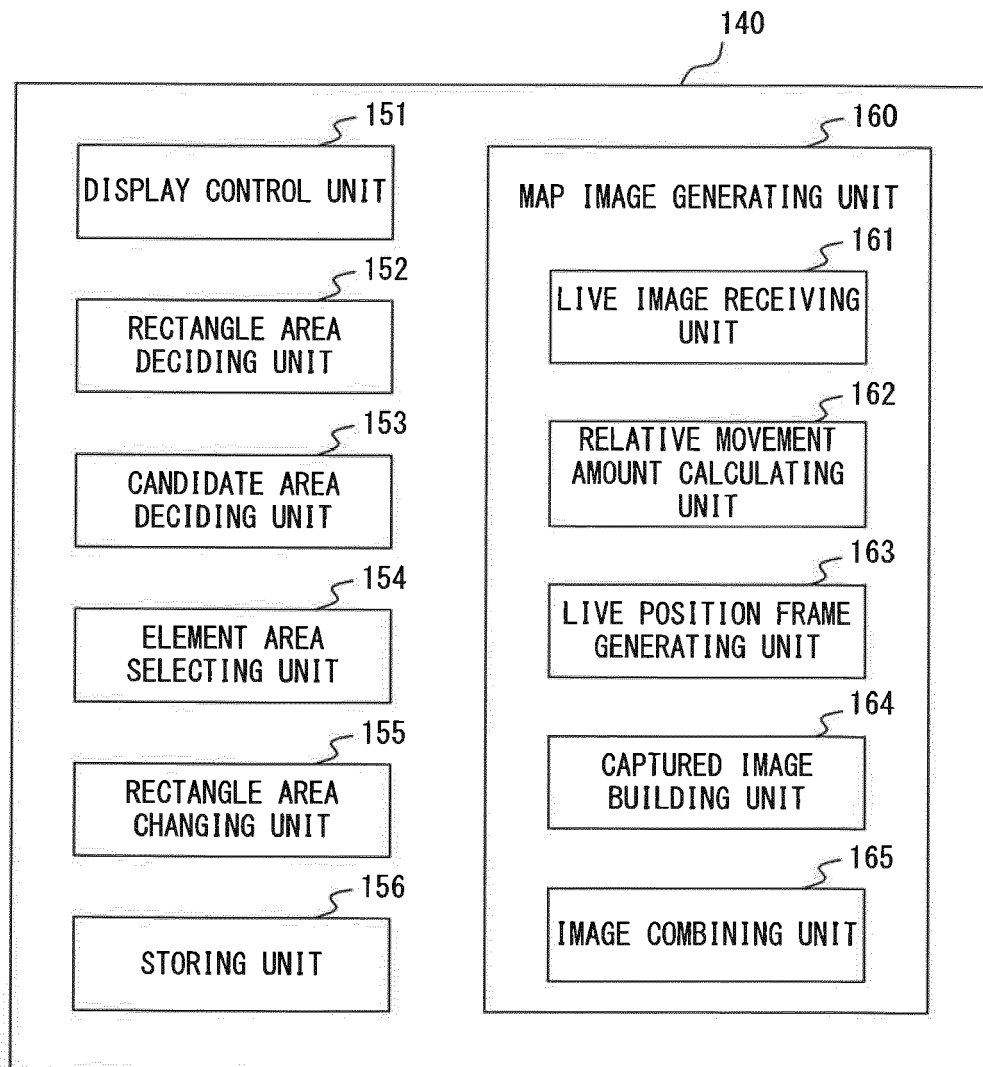 140
151
DISPLAY CONTROL UNIT
152
RECTANGLE AREA
DECIDING UNIT
153
CANDIDATE AREA
DECIDING UNIT
154
ELEMENT AREA
SELECTING UNIT
155
RECTANGLE AREA
CHANGING UNIT
156
STORING UNIT
160
MAP IMAGE GENERATING UNIT
161
LIVE IMAGE RECEIVING
UNIT
162
RELATIVE MOVEMENT
AMOUNT CALCULATING
UNIT
163
LIVE POSITION FRAME
GENERATING UNIT
164
CAPTURED IMAGE
BUILDING UNIT
165
IMAGE COMBINING UNIT